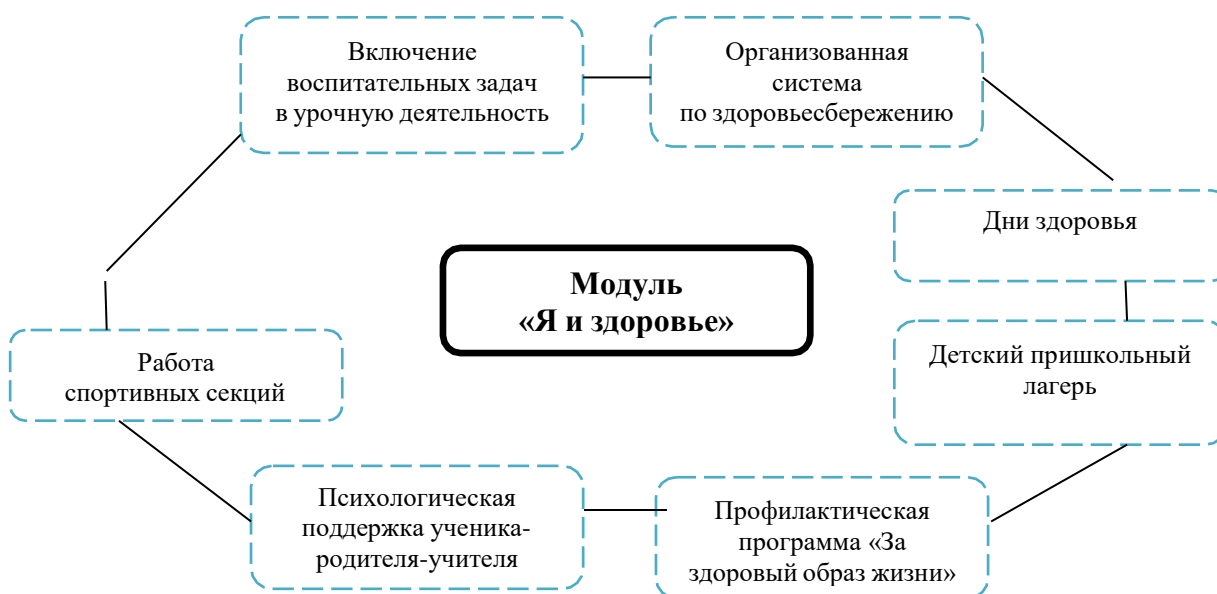 Включение
воспитательных задач
в урочную деятельность
Организованная
система
по здоровьесбережению
Дни здоровья
Модуль
«Я и здоровье»
Работа
спортивных секций
Детский пришкольный
лагерь
Психологическая
поддержка ученика-
родителя-учителя
Профилактическая
программа «За
здоровый образ жизни»